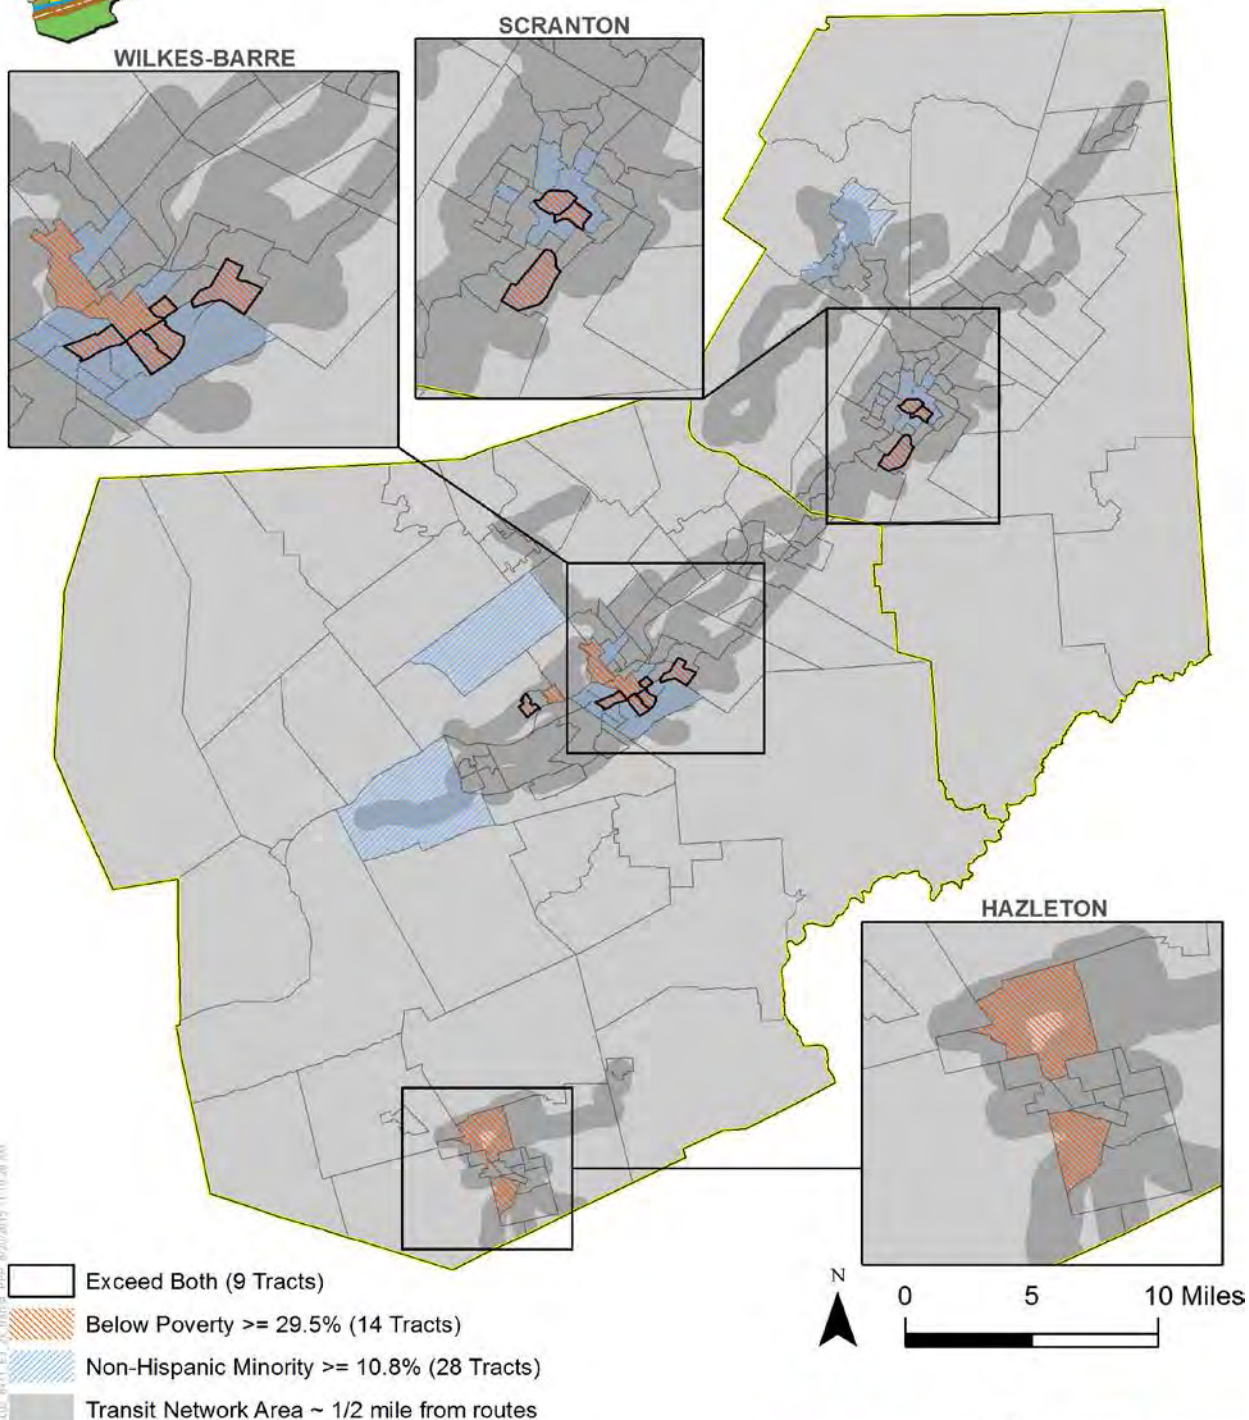 SCRANTON
WILKES-BARRE
HAZLETON
Exceed Both (9 Tracts)
Below Poverty >= 29.5% (14 Tracts)
Non-Hispanic Minority >= 10.8% (28 Tracts)
Transit Network Area ~ 1/2 mile from routes
N
0 5 10 Miles